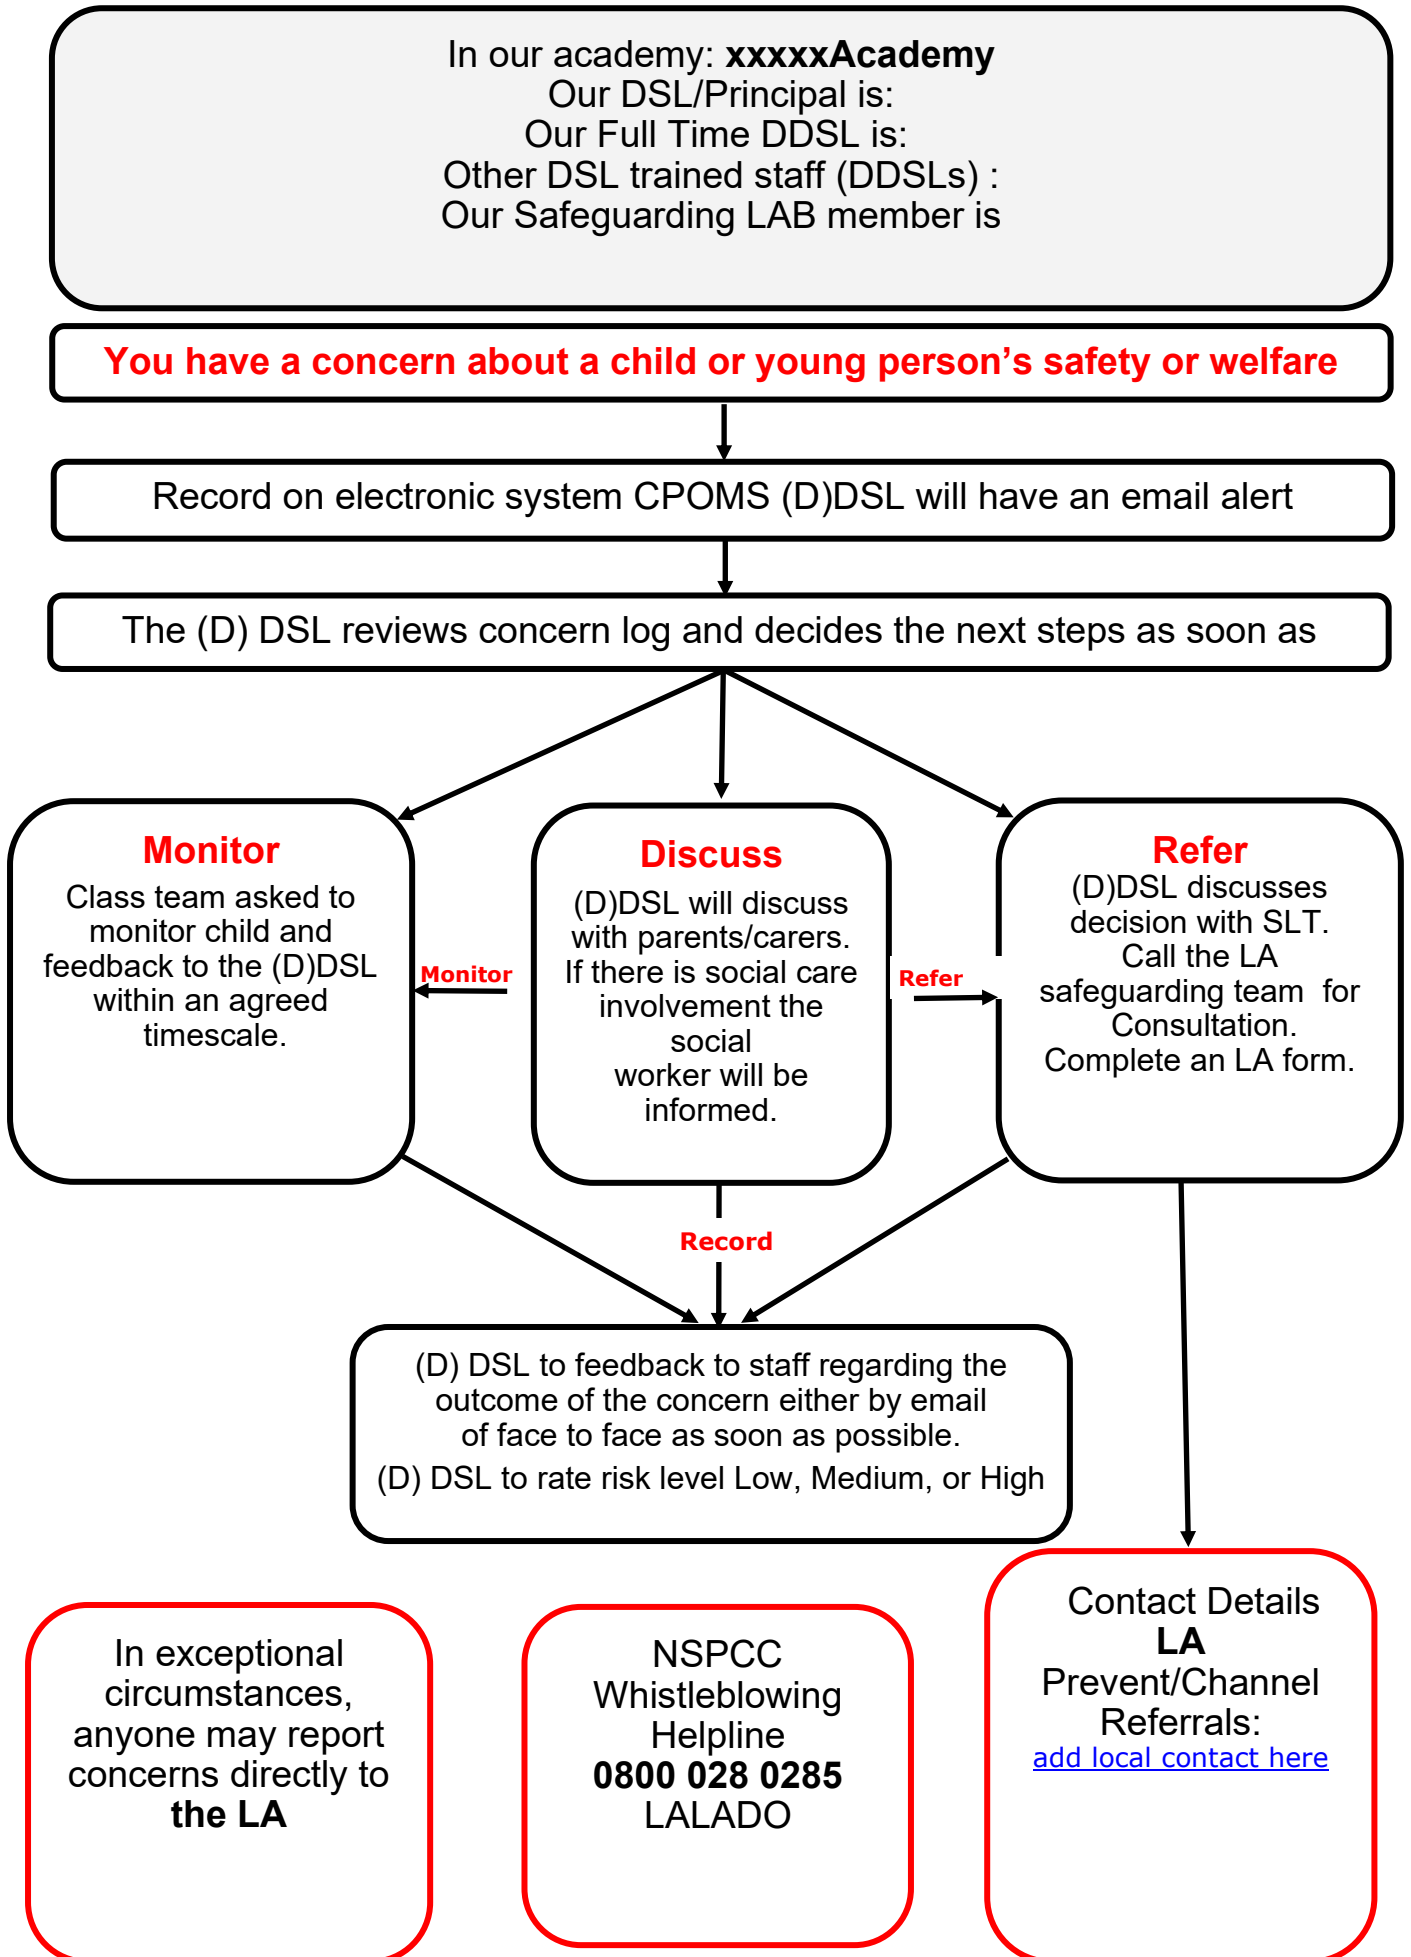 In our academy: xxxxxAcademy
Our DSL/Principal is:
Our Full Time DDSL is:
Other DSL trained staff (DDSLs) :
Our Safeguarding LAB member is
You have a concern about a child or young person’s safety or welfare
Record on electronic system CPOMS (D)DSL will have an email alert
The (D) DSL reviews concern log and decides the next steps as soon as
Monitor
Class team asked to
monitor child and
feedback to the (D)DSL
within an agreed
timescale.
Monitor
Discuss
(D)DSL will discuss
with parents/carers.
If there is social care
involvement the
social
worker will be
informed.
Refer
Refer
(D)DSL discusses
decision with SLT.
Call the LA
safeguarding team  for
Consultation.
Complete an LA form.
Record
(D) DSL to feedback to staff regarding the
outcome of the concern either by email
of face to face as soon as possible.
(D) DSL to rate risk level Low, Medium, or High
In exceptional
circumstances,
anyone may report
concerns directly to
the LA
NSPCC
Whistleblowing
Helpline
0800 028 0285
LALADO
Contact Details
LA
Prevent/Channel
Referrals:
add local contact here